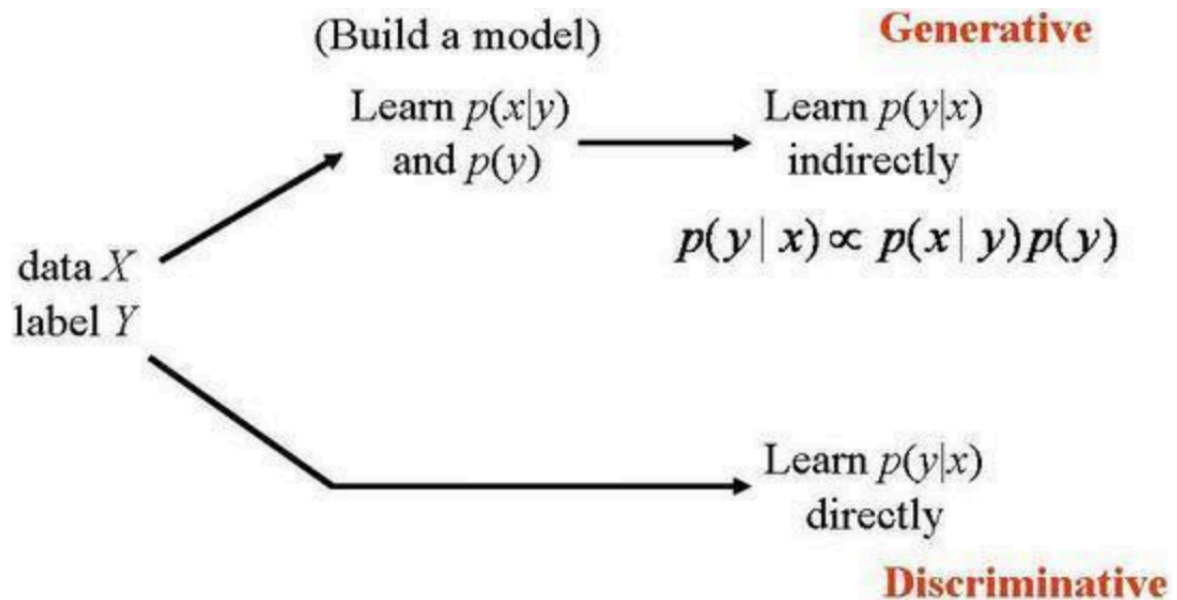 (Build a model)
Generative
Learn p(x|y)
and p(y)
Learn p(y|x)
indirectly
p(y | x) ∝ p(x | y)p(y)
data X
label Y
Learn p(y|x)
directly
Discriminative